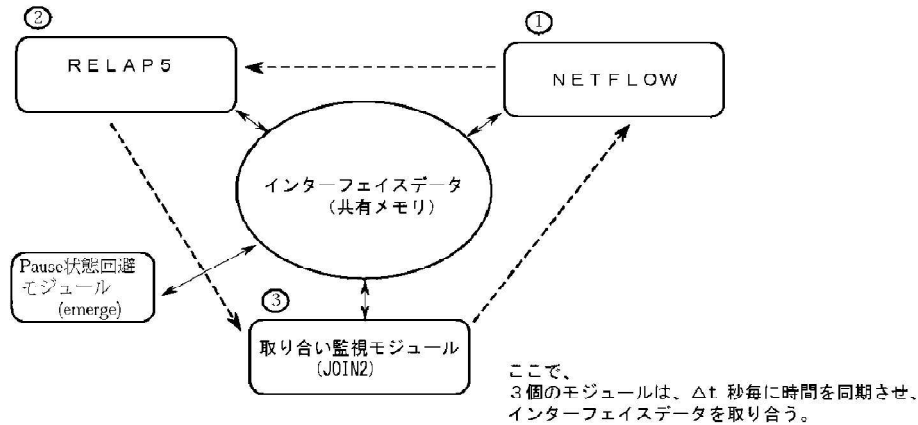 ②
RELAP5
①
NETFLOW
インターフェイスデータ
(共有メモリ)
Pause状態回避
モジュール
(emerge)
③
取り合い監視モジュール
(JOIN2)
ここで、
3個のモジュールは、Δt 秒毎に時間を同期させ、
インターフェイスデータを取り合う。